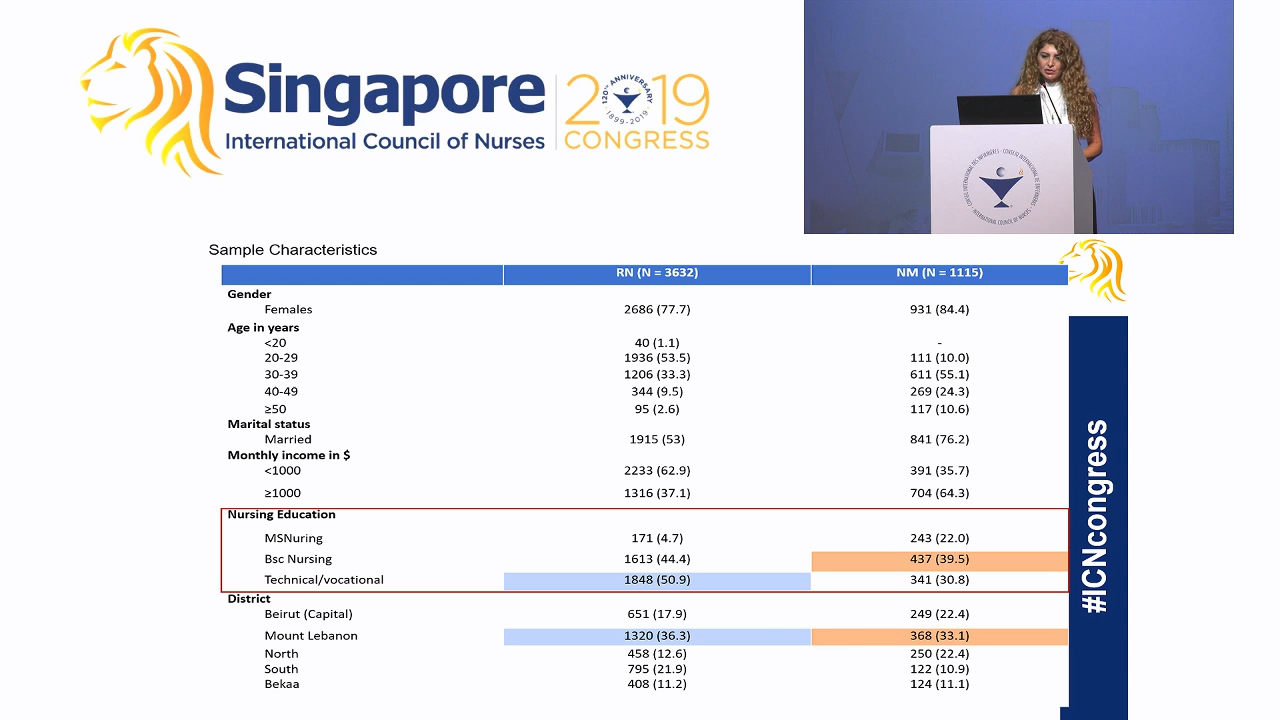 Singapore
International Council of Nurses
2019
120TH ANNIVERSARY
1899-2019
CONGRESS
Sample Characteristics
RN (N = 3632) NM (N = 1115)
Gender
Females 2686 (77.7) 931 (84.4)
Age in years
<20 40 (1.1) -
20-29 1936 (53.5) 111 (10.0)
30-39 1206 (33.3) 611 (55.1)
40-49 344 (9.5) 269 (24.3)
≥50 95 (2.6) 117 (10.6)
Marital status
Married 1915 (53) 841 (76.2)
Monthly income in $
<1000 2233 (62.9) 391 (35.7)
≥1000 1316 (37.1) 704 (64.3)
Nursing Education
MSNuring 171 (4.7) 243 (22.0)
Bsc Nursing 1613 (44.4) 437 (39.5)
Technical/vocational 1848 (50.9) 341 (30.8)
District
Beirut (Capital) 651 (17.9) 249 (22.4)
Mount Lebanon 1320 (36.3) 368 (33.1)
North 458 (12.6) 250 (22.4)
South 795 (21.9) 122 (10.9)
Bekaa 408 (11.2) 124 (11.1)
#ICNcongress